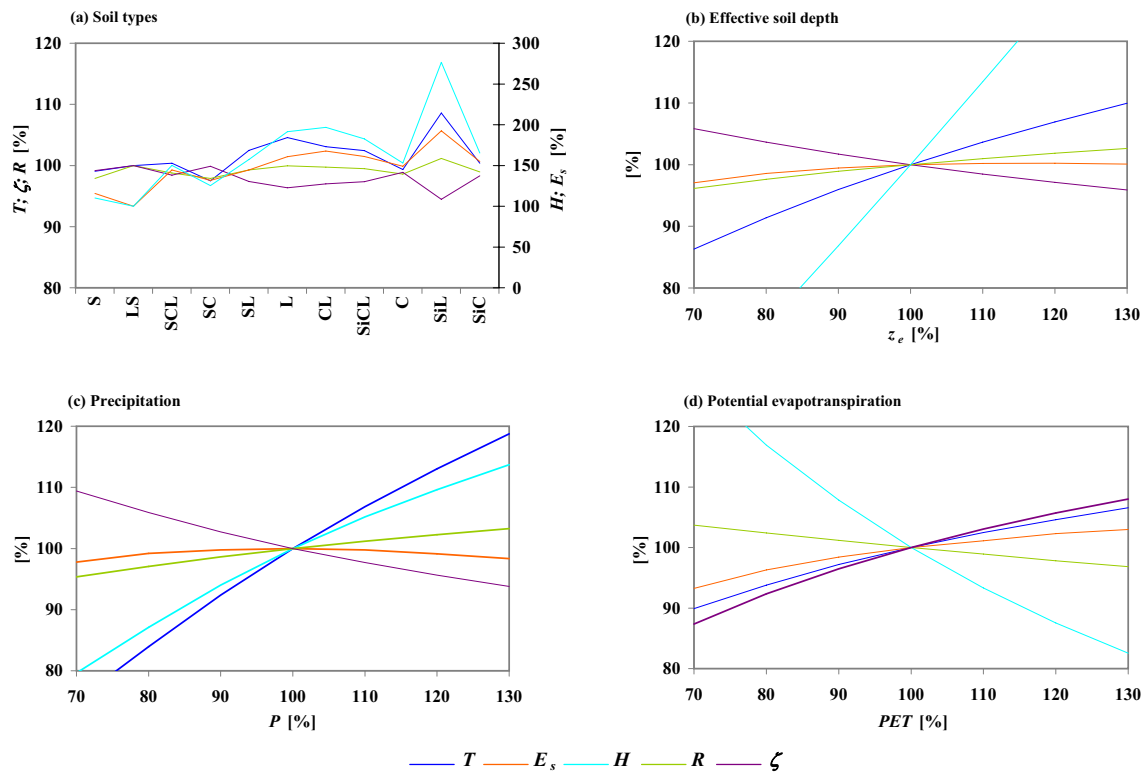 (a) Soil types
120
110
100
90
80
T; ζ; R [%]
300
250
200
150
100
50
0
H; E_s [%]
S
LS
SCL
SC
SL
L
CL
SiCL
C
SiL
SiC
(b) Effective soil depth
120
110
100
90
80
[%]
70 80 90 100 110 120 130
z_e [%]
(c) Precipitation
120
110
100
90
80
[%]
70 80 90 100 110 120 130
P [%]
(d) Potential evapotranspiration
120
110
100
90
80
[%]
70 80 90 100 110 120 130
PET [%]
T E_s H R ζ